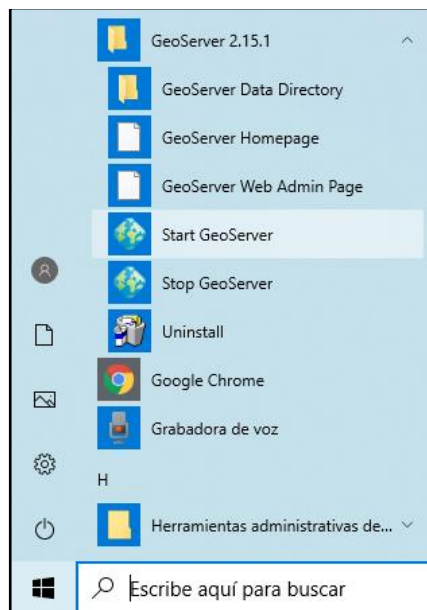 GeoServer 2.15.1
GeoServer Data Directory
GeoServer Homepage
GeoServer Web Admin Page
Start GeoServer
Stop GeoServer
Uninstall
Google Chrome
Grabadora de voz
H
Herramientas administrativas de...
Escribe aquí para buscar